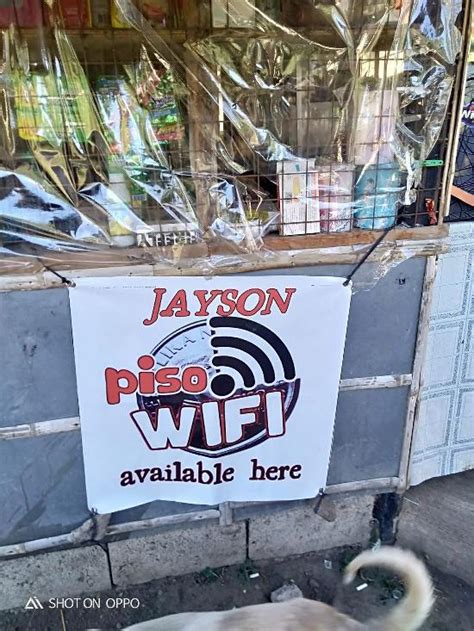 JAYSON
piso
WIFI
available here
SHOT ON OPPO